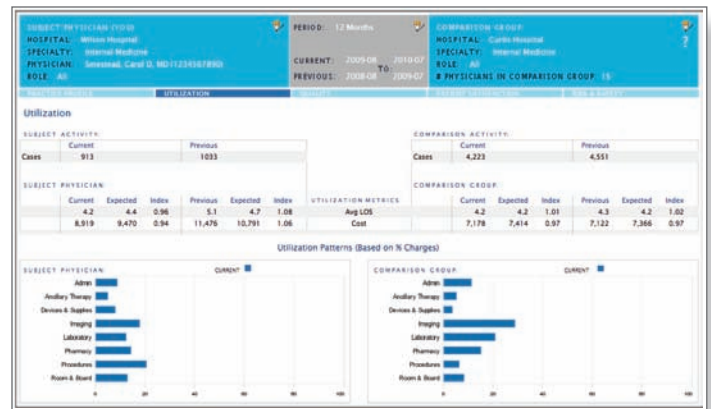 SUBJECT PHYSICIAN (YOU)
HOSPITAL: Wilson Hospital
SPECIALTY: Internal Medicine
PHYSICIAN: Smestead, Carol D, MD (1234567890)
ROLE: All
PERIOD: 12 Months
CURRENT: 2009-08 TO: 2010-07
PREVIOUS: 2008-08 2009-07
COMPARISON GROUP:
HOSPITAL: Curtis Hospital
SPECIALTY: Internal Medicine
ROLE: All
# PHYSICIANS IN COMPARISON GROUP: 15
?
PRACTICE PROFILE UTILIZATION QUALITY PATIENT SATISFACTION RISK & SAFETY
Utilization
SUBJECT ACTIVITY:
Current Previous
Cases 913 1033
COMPARISON ACTIVITY:
Current Previous
Cases 4,223 4,551
SUBJECT PHYSICIAN: UTILIZATION METRICS COMPARISON GROUP:
Current Expected Index Previous Expected Index Current Expected Index Previous Expected Index
4.2 4.4 0.96 5.1 4.7 1.08 Avg LOS 4.2 4.2 1.01 4.3 4.2 1.02
8,919 9,470 0.94 11,476 10,791 1.06 Cost 7,178 7,414 0.97 7,122 7,366 0.97
Utilization Patterns (Based on % Charges)
SUBJECT PHYSICIAN: CURRENT
Admin
Ancillary Therapy
Devices & Supplies
Imaging
Laboratory
Pharmacy
Procedures
Room & Board
0 20 40 60 80 100
COMPARISON GROUP: CURRENT
Admin
Ancillary Therapy
Devices & Supplies
Imaging
Laboratory
Pharmacy
Procedures
Room & Board
0 20 40 60 80 100